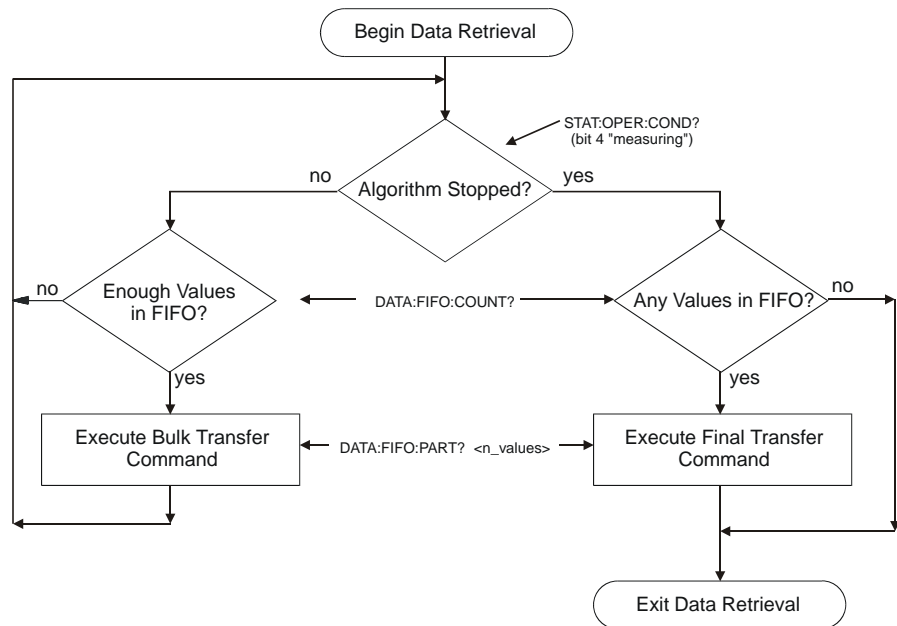 Begin Data Retrieval
STAT:OPER:COND?
(bit 4 "measuring")
no
Algorithm Stopped?
yes
no
Enough Values
in FIFO?
DATA:FIFO:COUNT?
Any Values in FIFO?
no
yes
yes
Execute Bulk Transfer
Command
DATA:FIFO:PART? <n_values>
Execute Final Transfer
Command
Exit Data Retrieval